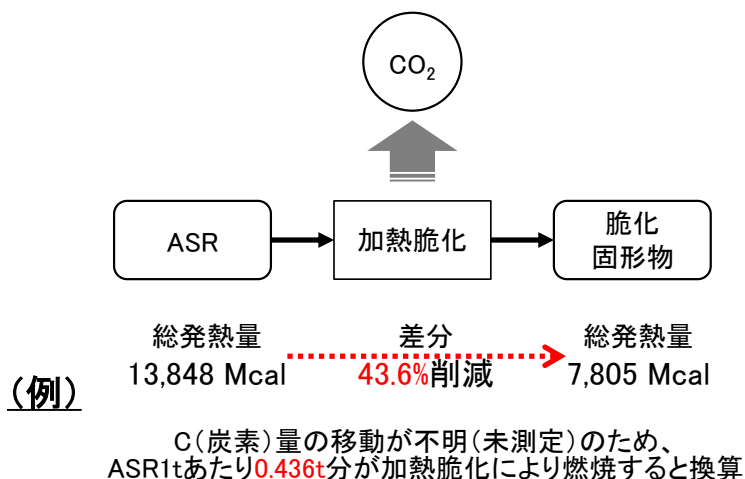 CO₂
ASR
加熱脆化
脆化
固形物
総発熱量
13,848 Mcal
差分
43.6%削減
総発熱量
7,805 Mcal
(例)
C(炭素)量の移動が不明(未測定)のため、
ASR1tあたり0.436t分が加熱脆化により燃焼すると換算